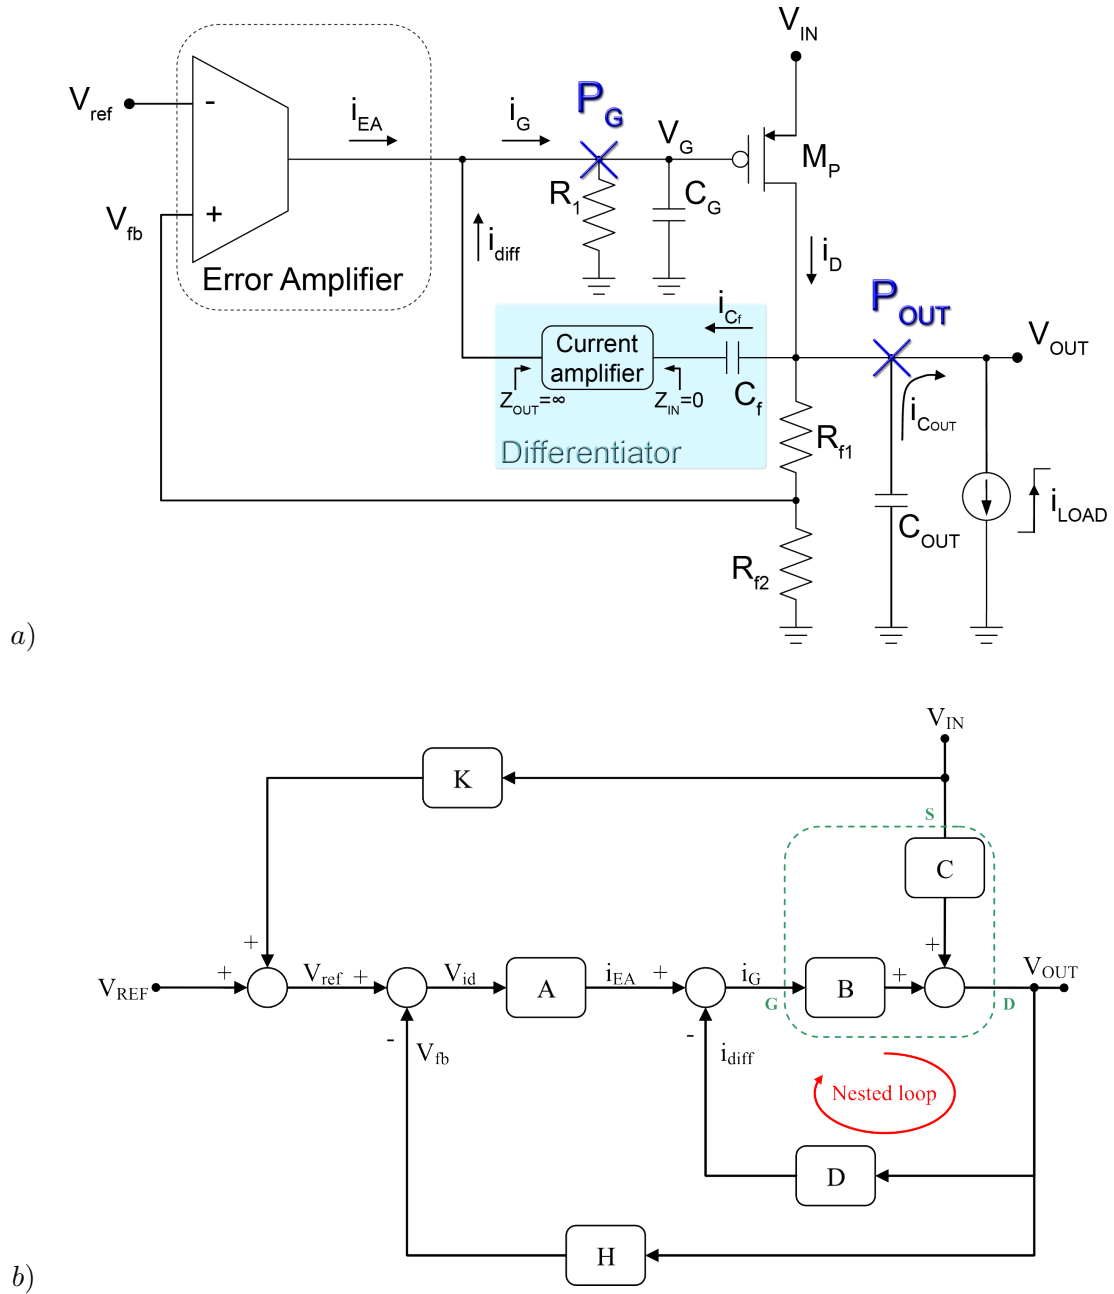 V_IN
P_G
V_ref
-
i_EA
i_G
V_G
M_P
R_1
C_G
V_fb
+
i_diff
i_D
Error Amplifier
P_OUT
i_Cf
V_OUT
Current
amplifier
Z_OUT=∞
Z_IN=0
C_f
i_COUT
R_f1
Differentiator
i_LOAD
C_OUT
R_f2
a)
V_IN
K
S
C
+
+
+
V_REF
V_ref
+
V_id
A
i_EA
+
i_G
G
B
+
D
V_OUT
-
V_fb
-
i_diff
Nested loop
D
H
b)